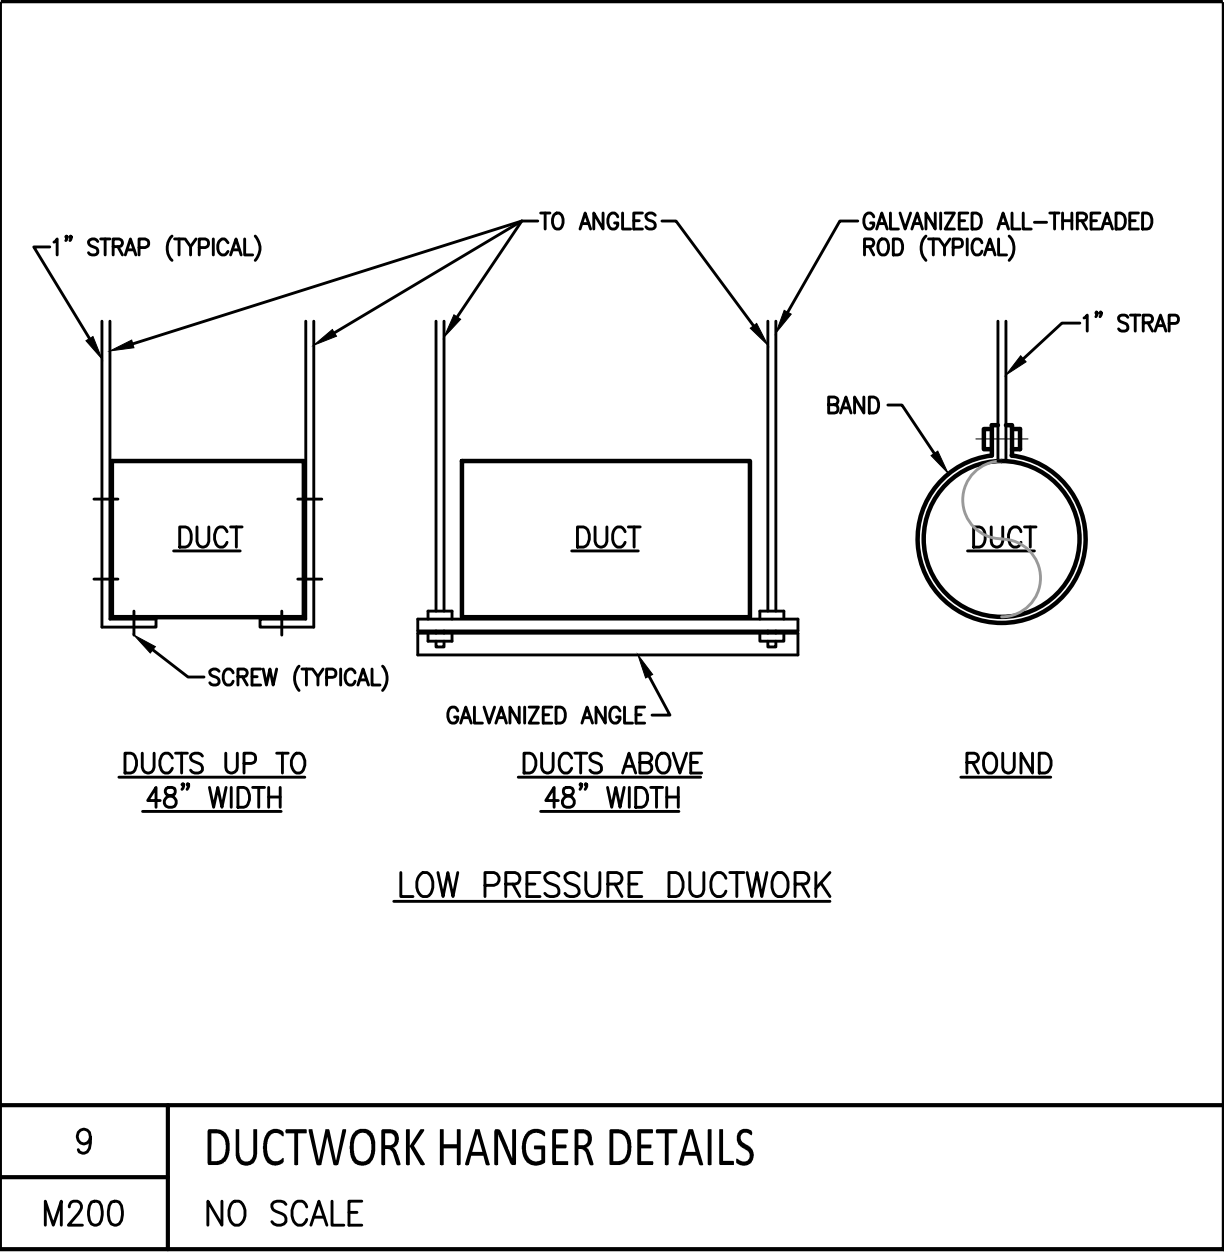 TO ANGLES
GALVANIZED ALL-THREADED
ROD (TYPICAL)
1" STRAP (TYPICAL)
1" STRAP
BAND
DUCT
DUCT
DUCT
SCREW (TYPICAL)
GALVANIZED ANGLE
DUCTS UP TO
48" WIDTH
DUCTS ABOVE
48" WIDTH
ROUND
LOW PRESSURE DUCTWORK
9
DUCTWORK HANGER DETAILS
M200
NO SCALE